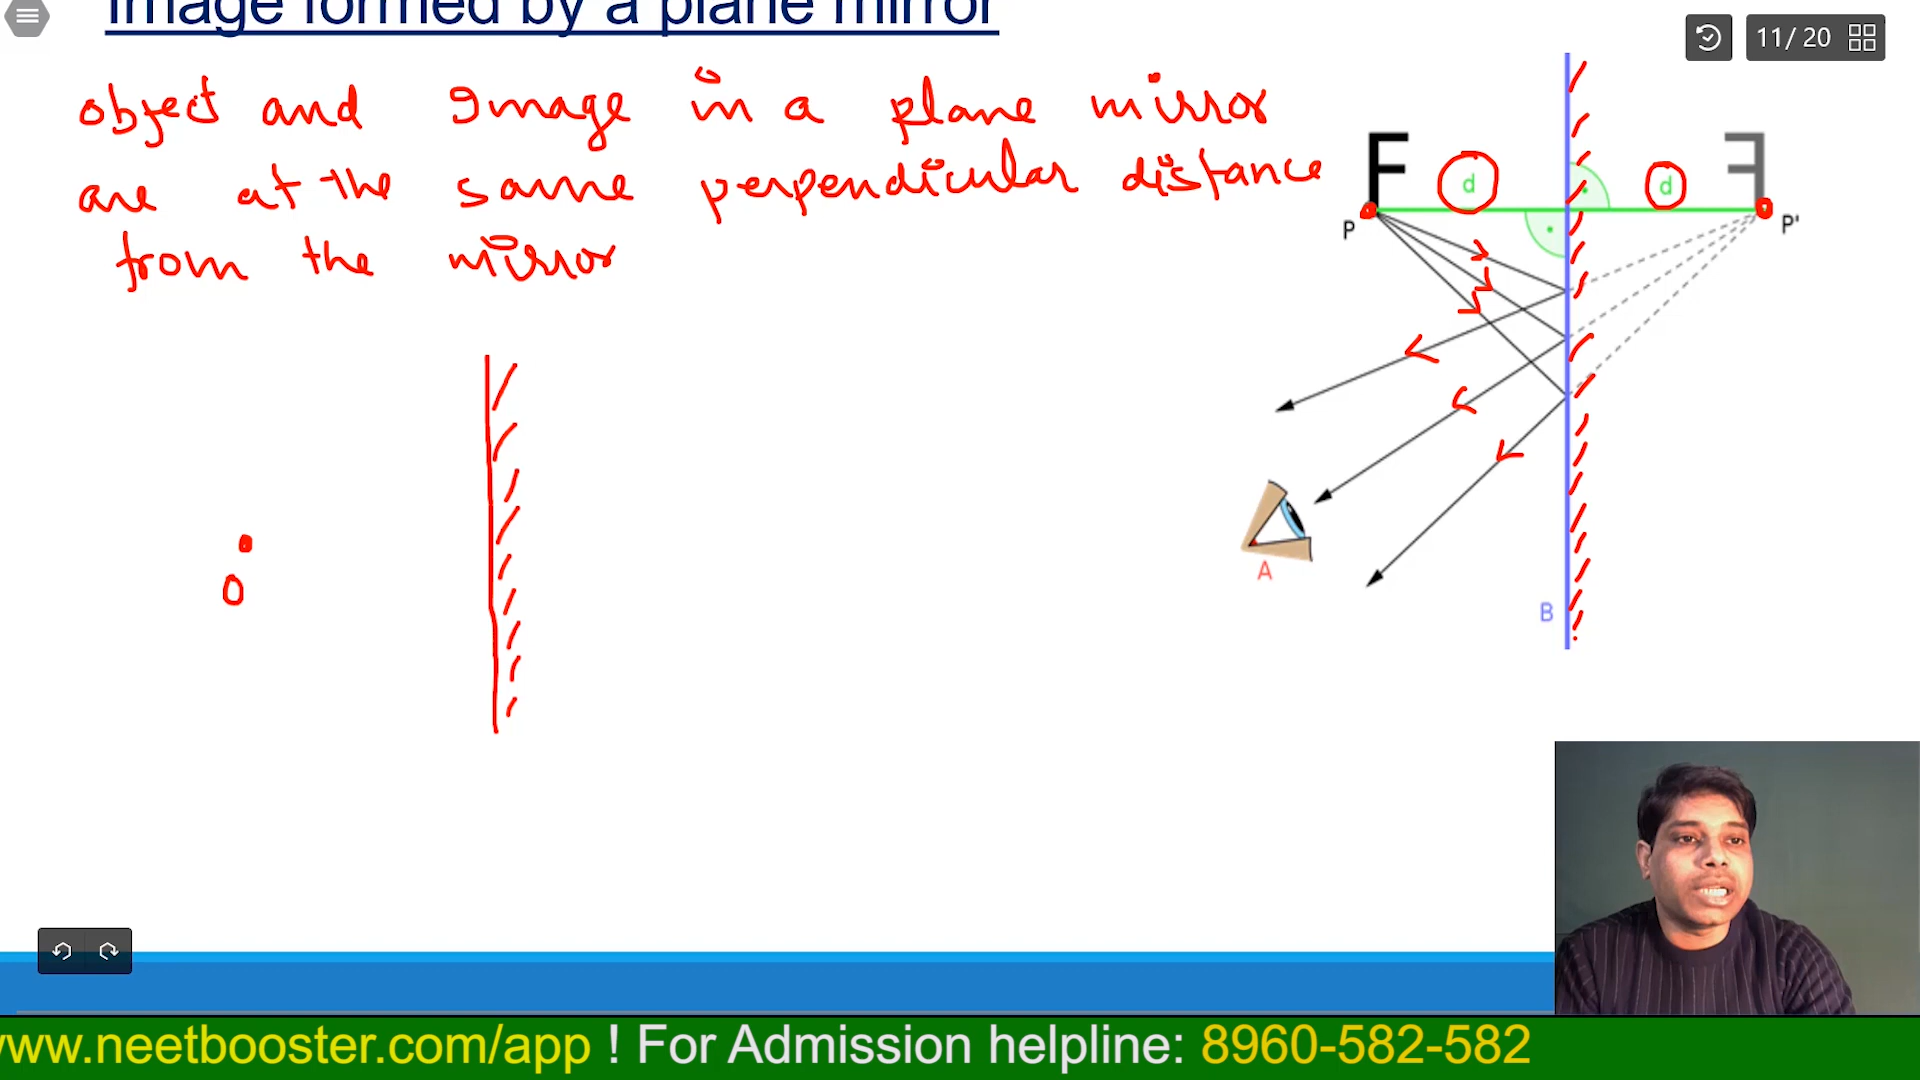 Image formed by a plane mirror
11/ 20
object and Image in a plane mirror
are at the same perpendicular distance
from the mirror
F
d
d
F
P
P'
O
A
B
www.neetbooster.com/app ! For Admission helpline: 8960-582-582